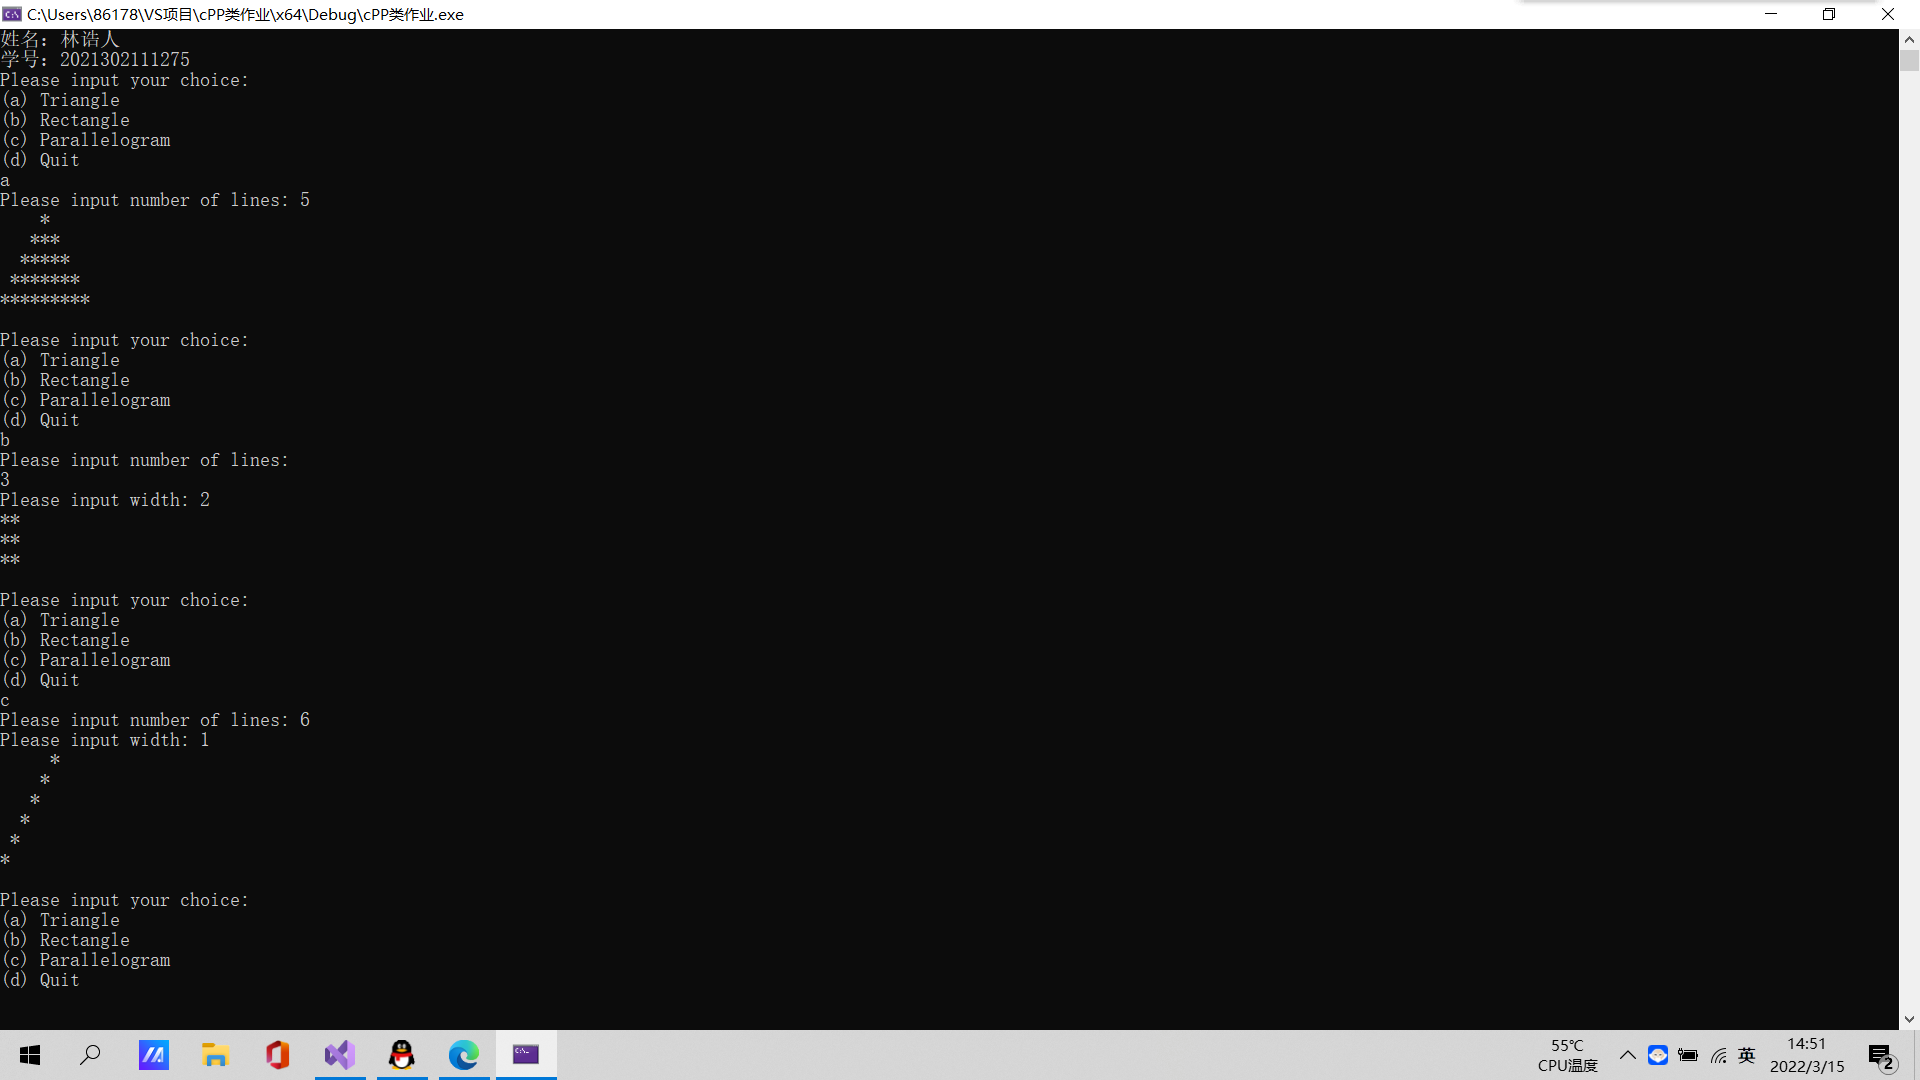 C:\Users\86178\VS项目\cPP类作业\x64\Debug\cPP类作业.exe
姓名：林诰人
学号：2021302111275
Please input your choice:
(a) Triangle
(b) Rectangle
(c) Parallelogram
(d) Quit
a
Please input number of lines: 5
    *
   ***
  *****
 *******
*********
Please input your choice:
(a) Triangle
(b) Rectangle
(c) Parallelogram
(d) Quit
b
Please input number of lines:
3
Please input width: 2
**
**
**
Please input your choice:
(a) Triangle
(b) Rectangle
(c) Parallelogram
(d) Quit
c
Please input number of lines: 6
Please input width: 1
     *
    *
   *
  *
 *
*
Please input your choice:
(a) Triangle
(b) Rectangle
(c) Parallelogram
(d) Quit
55℃
CPU温度
英
14:51
2022/3/15
2